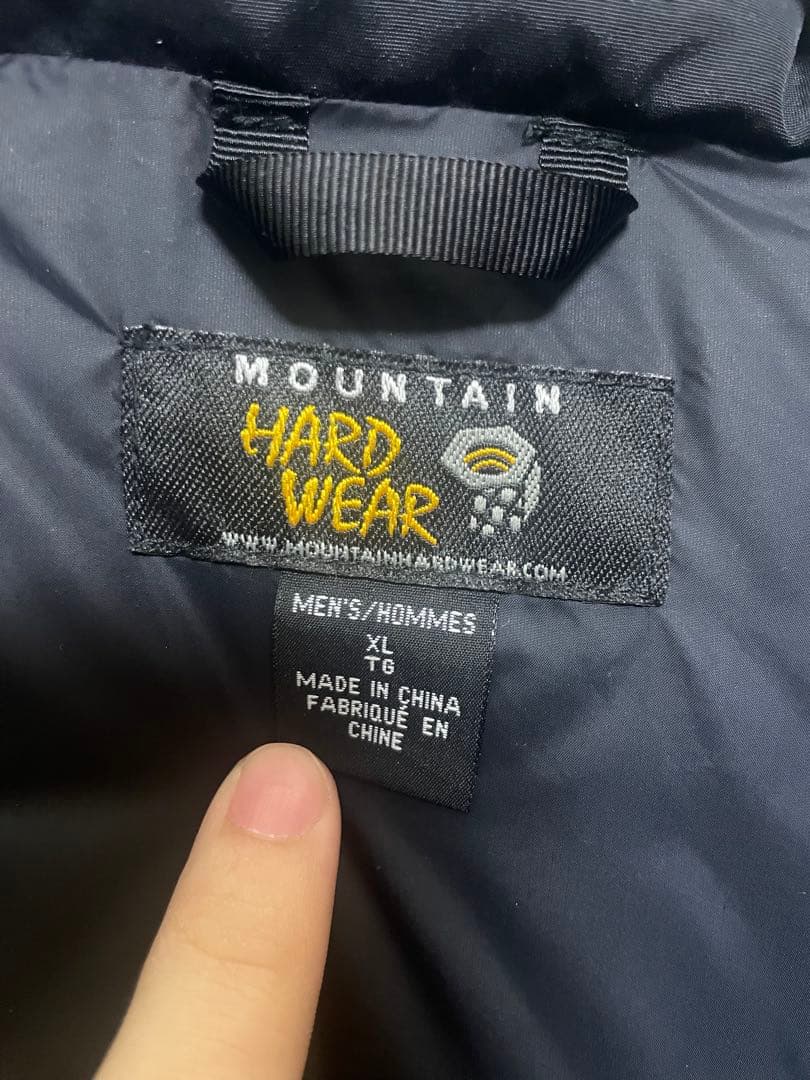 MOUNTAIN
HARD
WEAR
WWW.MOUNTAINHARDWEAR.COM
MEN'S/HOMMES
XL
TG
MADE IN CHINA
FABRIQUÉ EN
CHINE